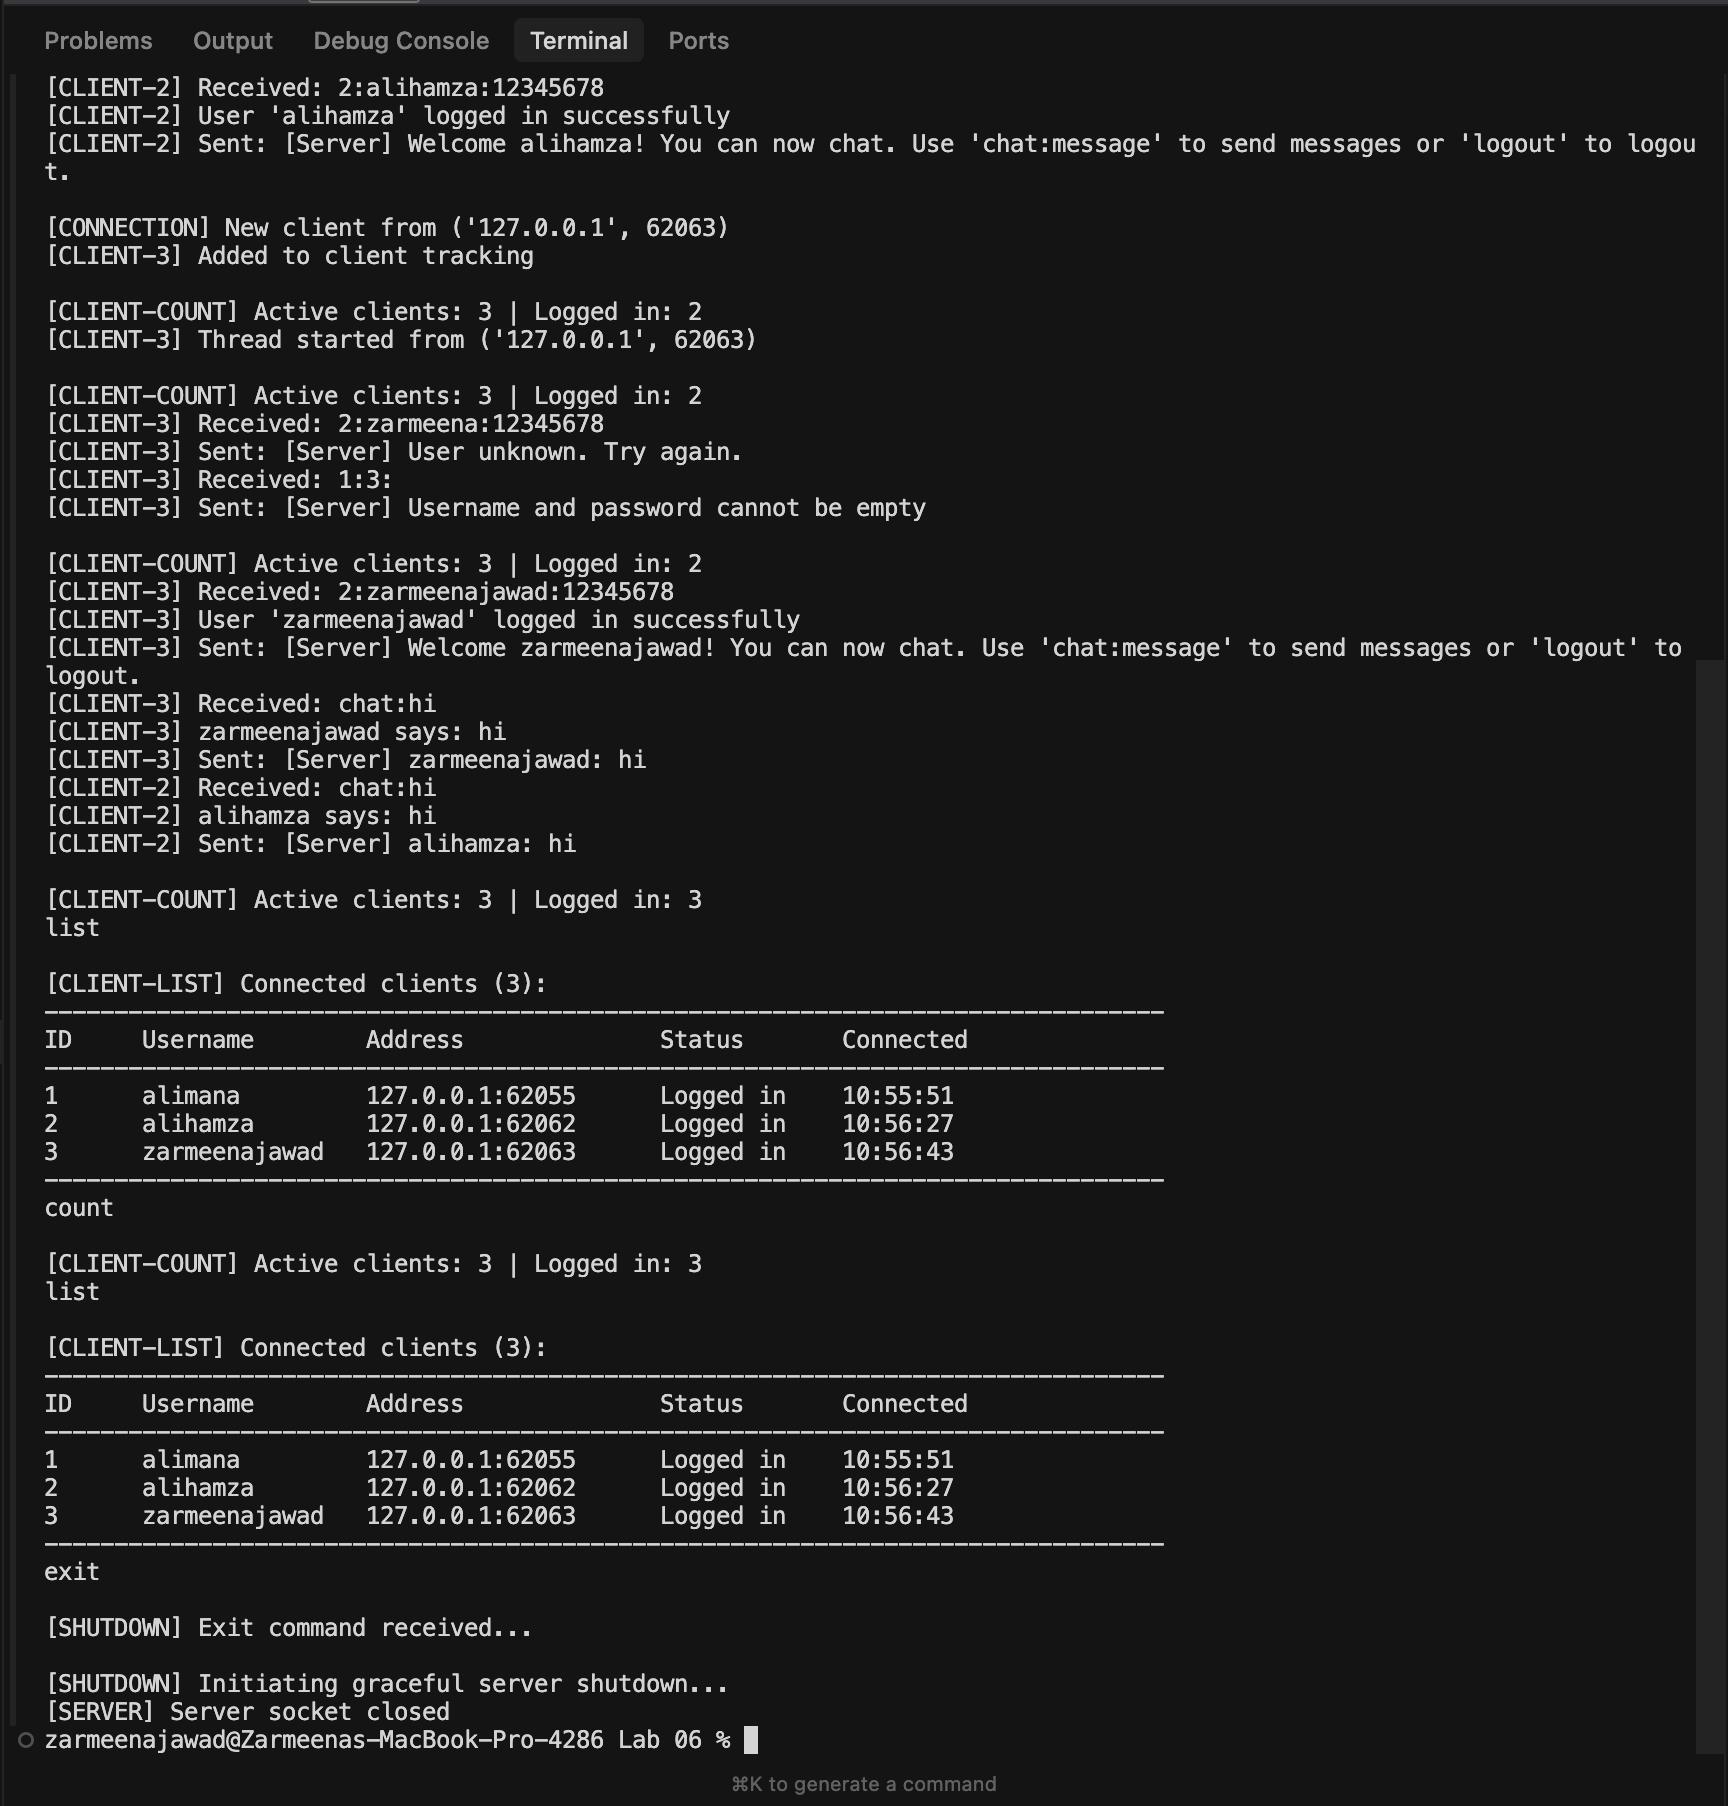 Problems Output Debug Console Terminal Ports
[CLIENT-2] Received: 2:alihamza:12345678
[CLIENT-2] User 'alihamza' logged in successfully
[CLIENT-2] Sent: [Server] Welcome alihamza! You can now chat. Use 'chat:message' to send messages or 'logout' to logou
t.
[CONNECTION] New client from ('127.0.0.1', 62063)
[CLIENT-3] Added to client tracking
[CLIENT-COUNT] Active clients: 3 | Logged in: 2
[CLIENT-3] Thread started from ('127.0.0.1', 62063)
[CLIENT-COUNT] Active clients: 3 | Logged in: 2
[CLIENT-3] Received: 2:zarmeena:12345678
[CLIENT-3] Sent: [Server] User unknown. Try again.
[CLIENT-3] Received: 1:3:
[CLIENT-3] Sent: [Server] Username and password cannot be empty
[CLIENT-COUNT] Active clients: 3 | Logged in: 2
[CLIENT-3] Received: 2:zarmeenajawad:12345678
[CLIENT-3] User 'zarmeenajawad' logged in successfully
[CLIENT-3] Sent: [Server] Welcome zarmeenajawad! You can now chat. Use 'chat:message' to send messages or 'logout' to
logout.
[CLIENT-3] Received: chat:hi
[CLIENT-3] zarmeenajawad says: hi
[CLIENT-3] Sent: [Server] zarmeenajawad: hi
[CLIENT-2] Received: chat:hi
[CLIENT-2] alihamza says: hi
[CLIENT-2] Sent: [Server] alihamza: hi
[CLIENT-COUNT] Active clients: 3 | Logged in: 3
list
[CLIENT-LIST] Connected clients (3):
--------------------------------------------------------------------------------
ID     Username        Address              Status       Connected
--------------------------------------------------------------------------------
1      alimana         127.0.0.1:62055      Logged in    10:55:51
2      alihamza        127.0.0.1:62062      Logged in    10:56:27
3      zarmeenajawad   127.0.0.1:62063      Logged in    10:56:43
--------------------------------------------------------------------------------
count
[CLIENT-COUNT] Active clients: 3 | Logged in: 3
list
[CLIENT-LIST] Connected clients (3):
--------------------------------------------------------------------------------
ID     Username        Address              Status       Connected
--------------------------------------------------------------------------------
1      alimana         127.0.0.1:62055      Logged in    10:55:51
2      alihamza        127.0.0.1:62062      Logged in    10:56:27
3      zarmeenajawad   127.0.0.1:62063      Logged in    10:56:43
--------------------------------------------------------------------------------
exit
[SHUTDOWN] Exit command received...
[SHUTDOWN] Initiating graceful server shutdown...
[SERVER] Server socket closed
zarmeenajawad@Zarmeenas-MacBook-Pro-4286 Lab 06 %
⌘K to generate a command